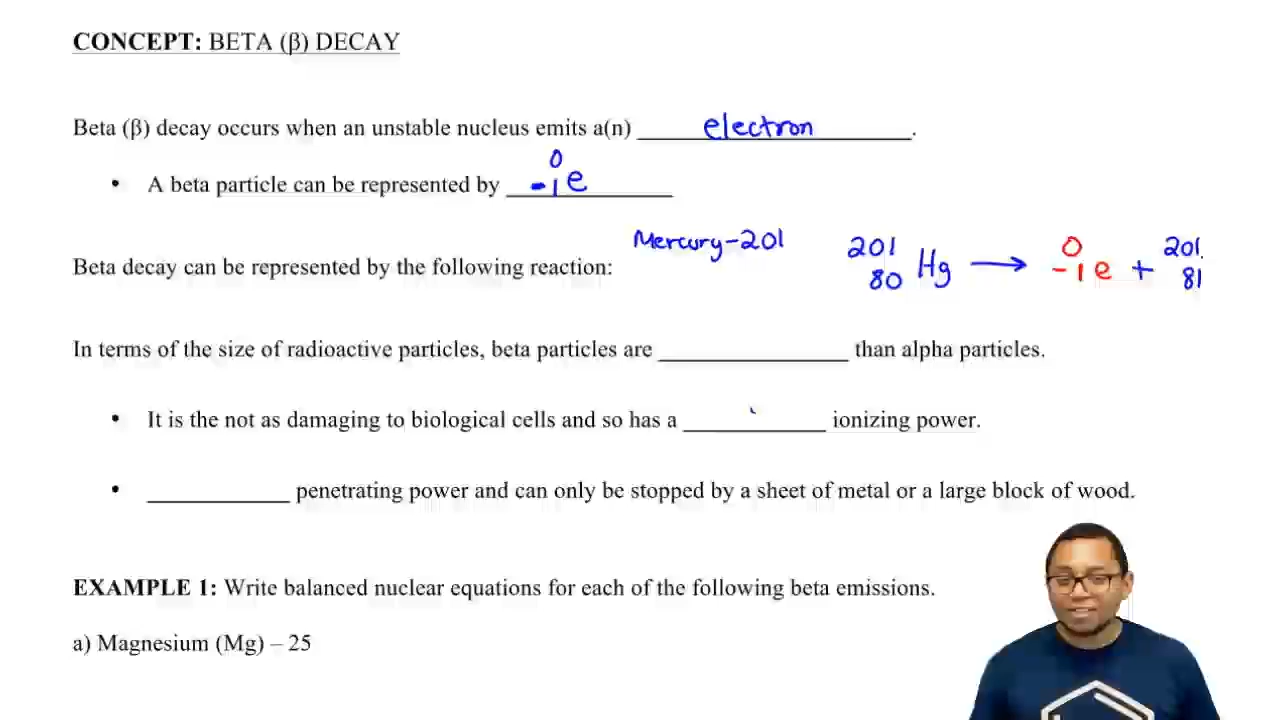 CONCEPT: BETA (β) DECAY
Beta (β) decay occurs when an unstable nucleus emits a(n) electron.
• A beta particle can be represented by 0 -1 e
Mercury-201
Beta decay can be represented by the following reaction: 201 80 Hg → 0 -1 e + 201 81
In terms of the size of radioactive particles, beta particles are ____________ than alpha particles.
• It is the not as damaging to biological cells and so has a ____________ ionizing power.
• ____________ penetrating power and can only be stopped by a sheet of metal or a large block of wood.
EXAMPLE 1: Write balanced nuclear equations for each of the following beta emissions.
a) Magnesium (Mg) – 25